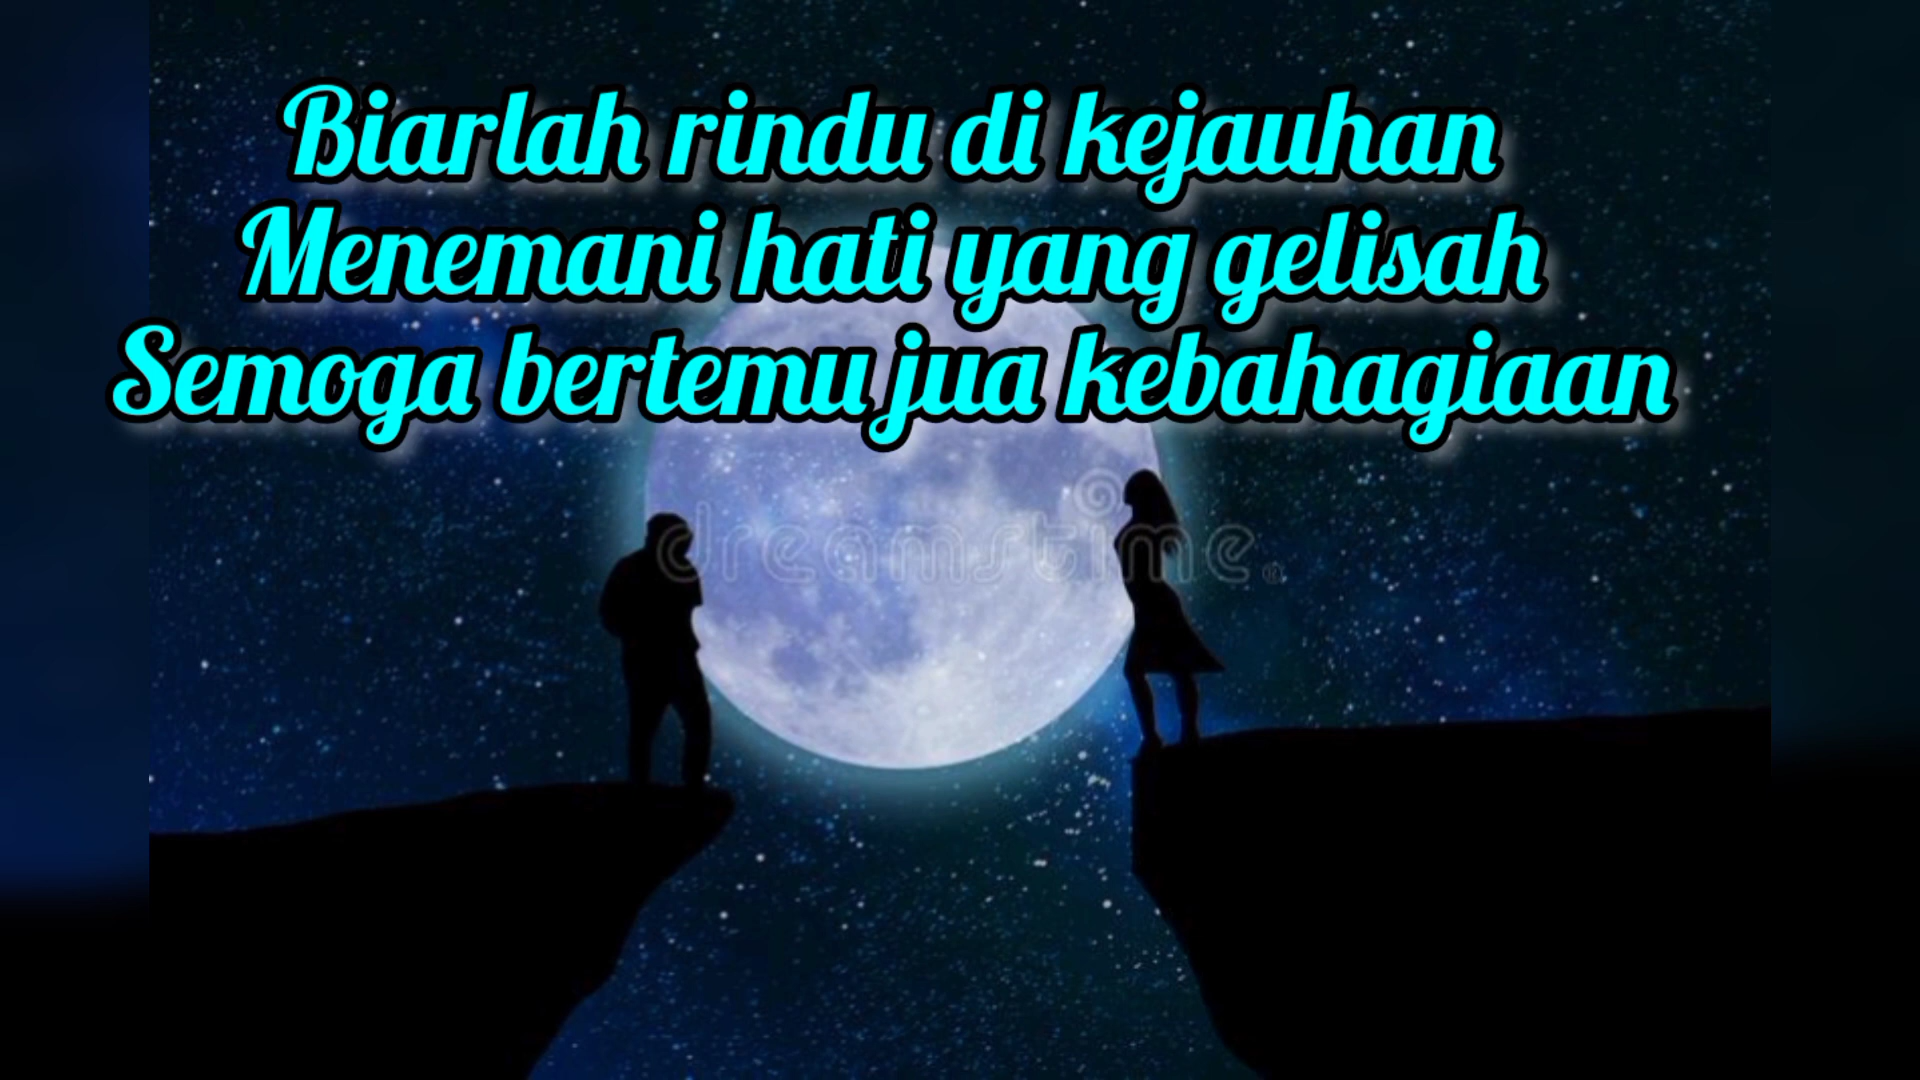 Biarlah rindu di kejauhan
Menemani hati yang gelisah
Semoga bertemu jua kebahagiaan
dreamstime®